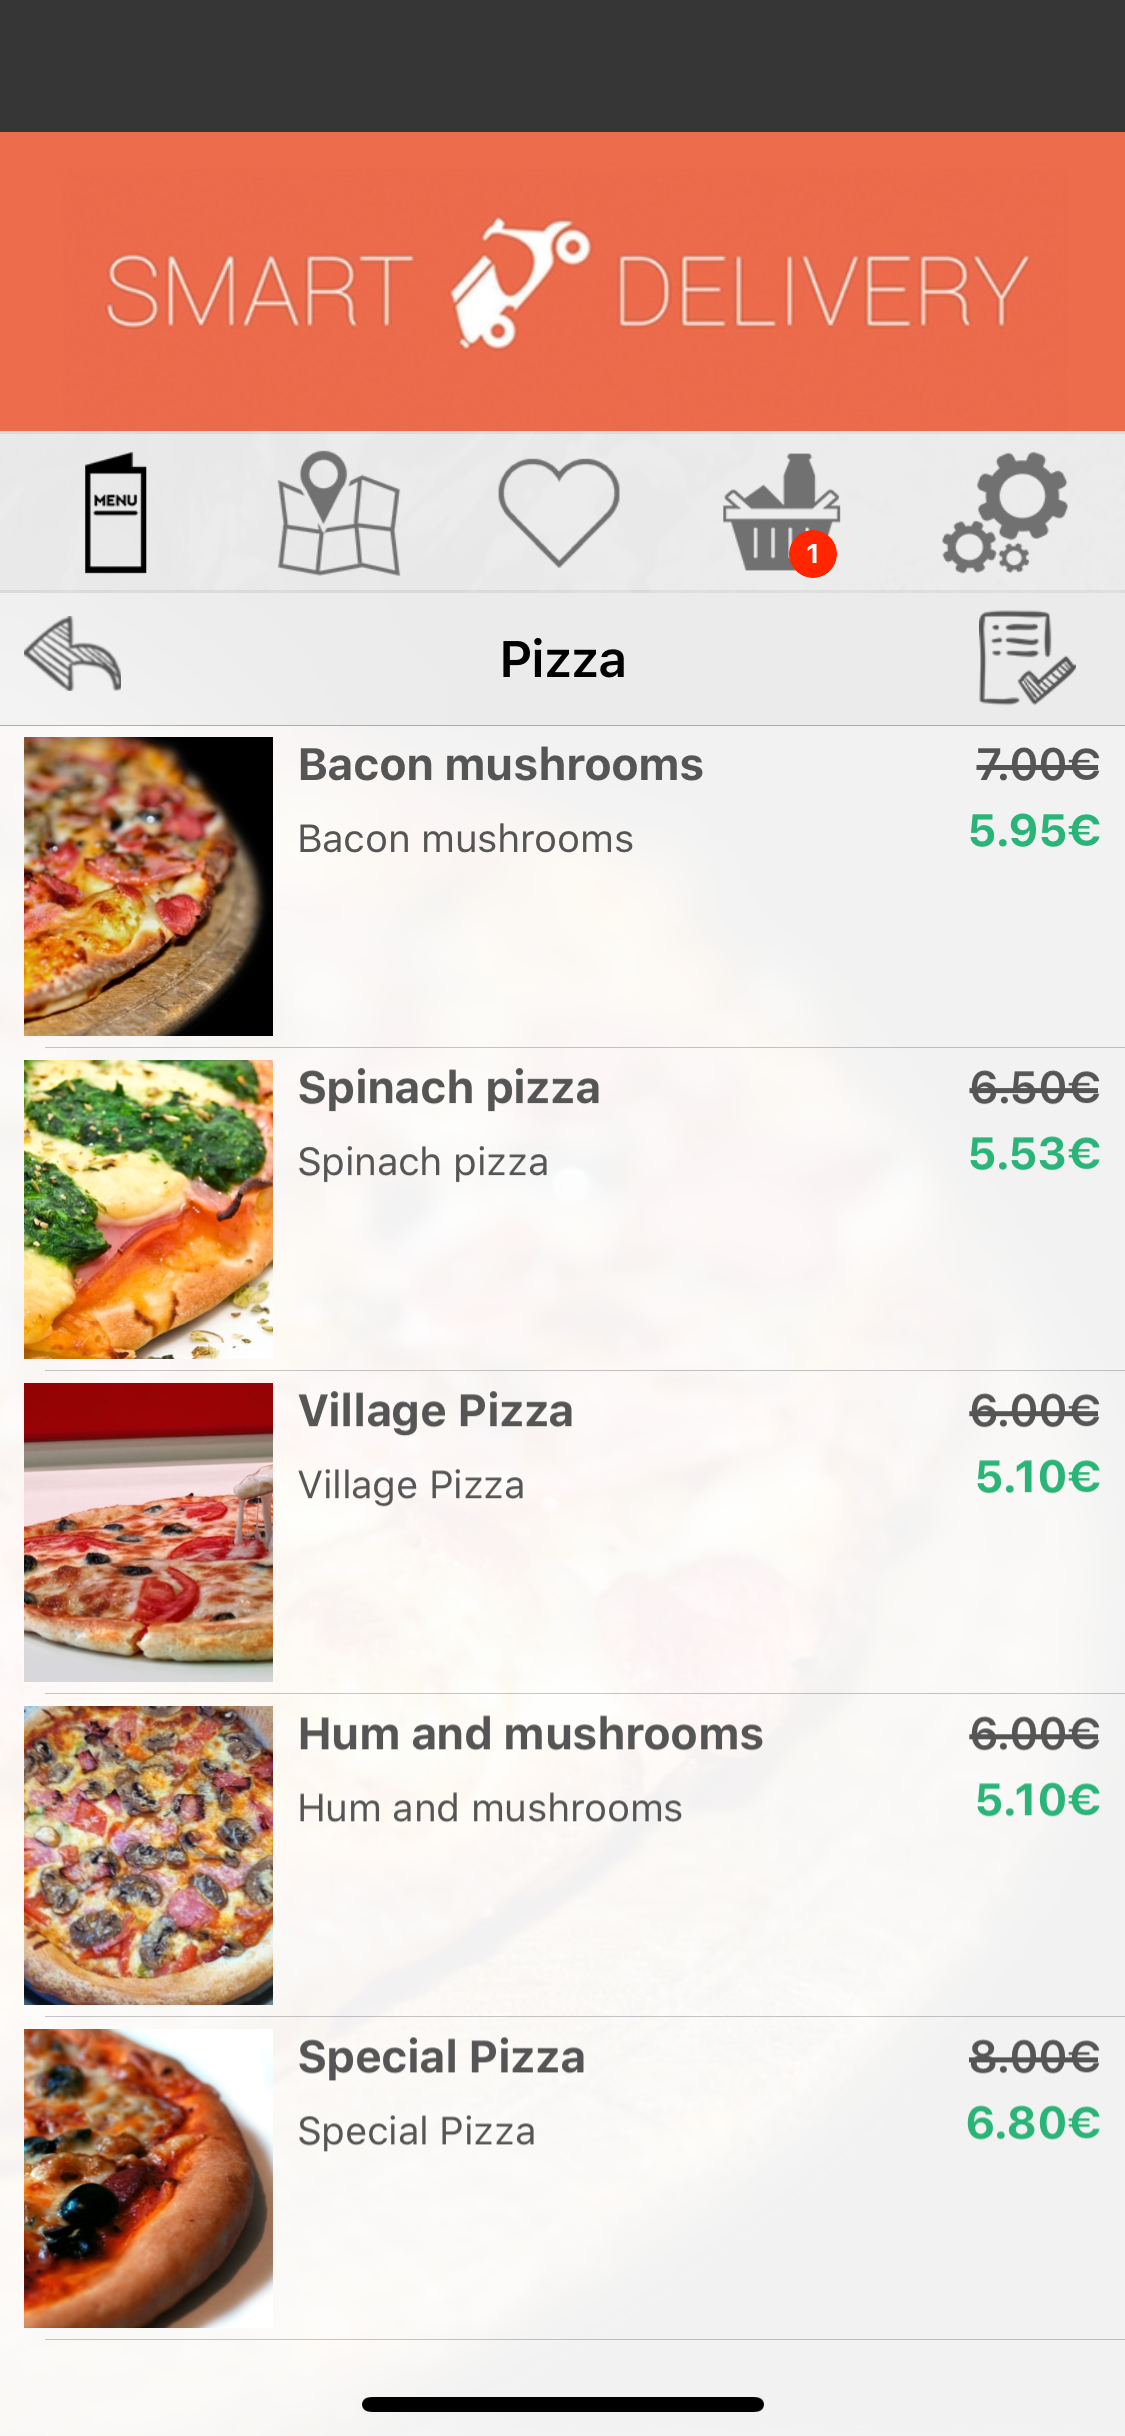 SMART DELIVERY
MENU
1
Pizza
Bacon mushrooms 7.00€
Bacon mushrooms 5.95€
Spinach pizza 6.50€
Spinach pizza 5.53€
Village Pizza 6.00€
Village Pizza 5.10€
Hum and mushrooms 6.00€
Hum and mushrooms 5.10€
Special Pizza 8.00€
Special Pizza 6.80€